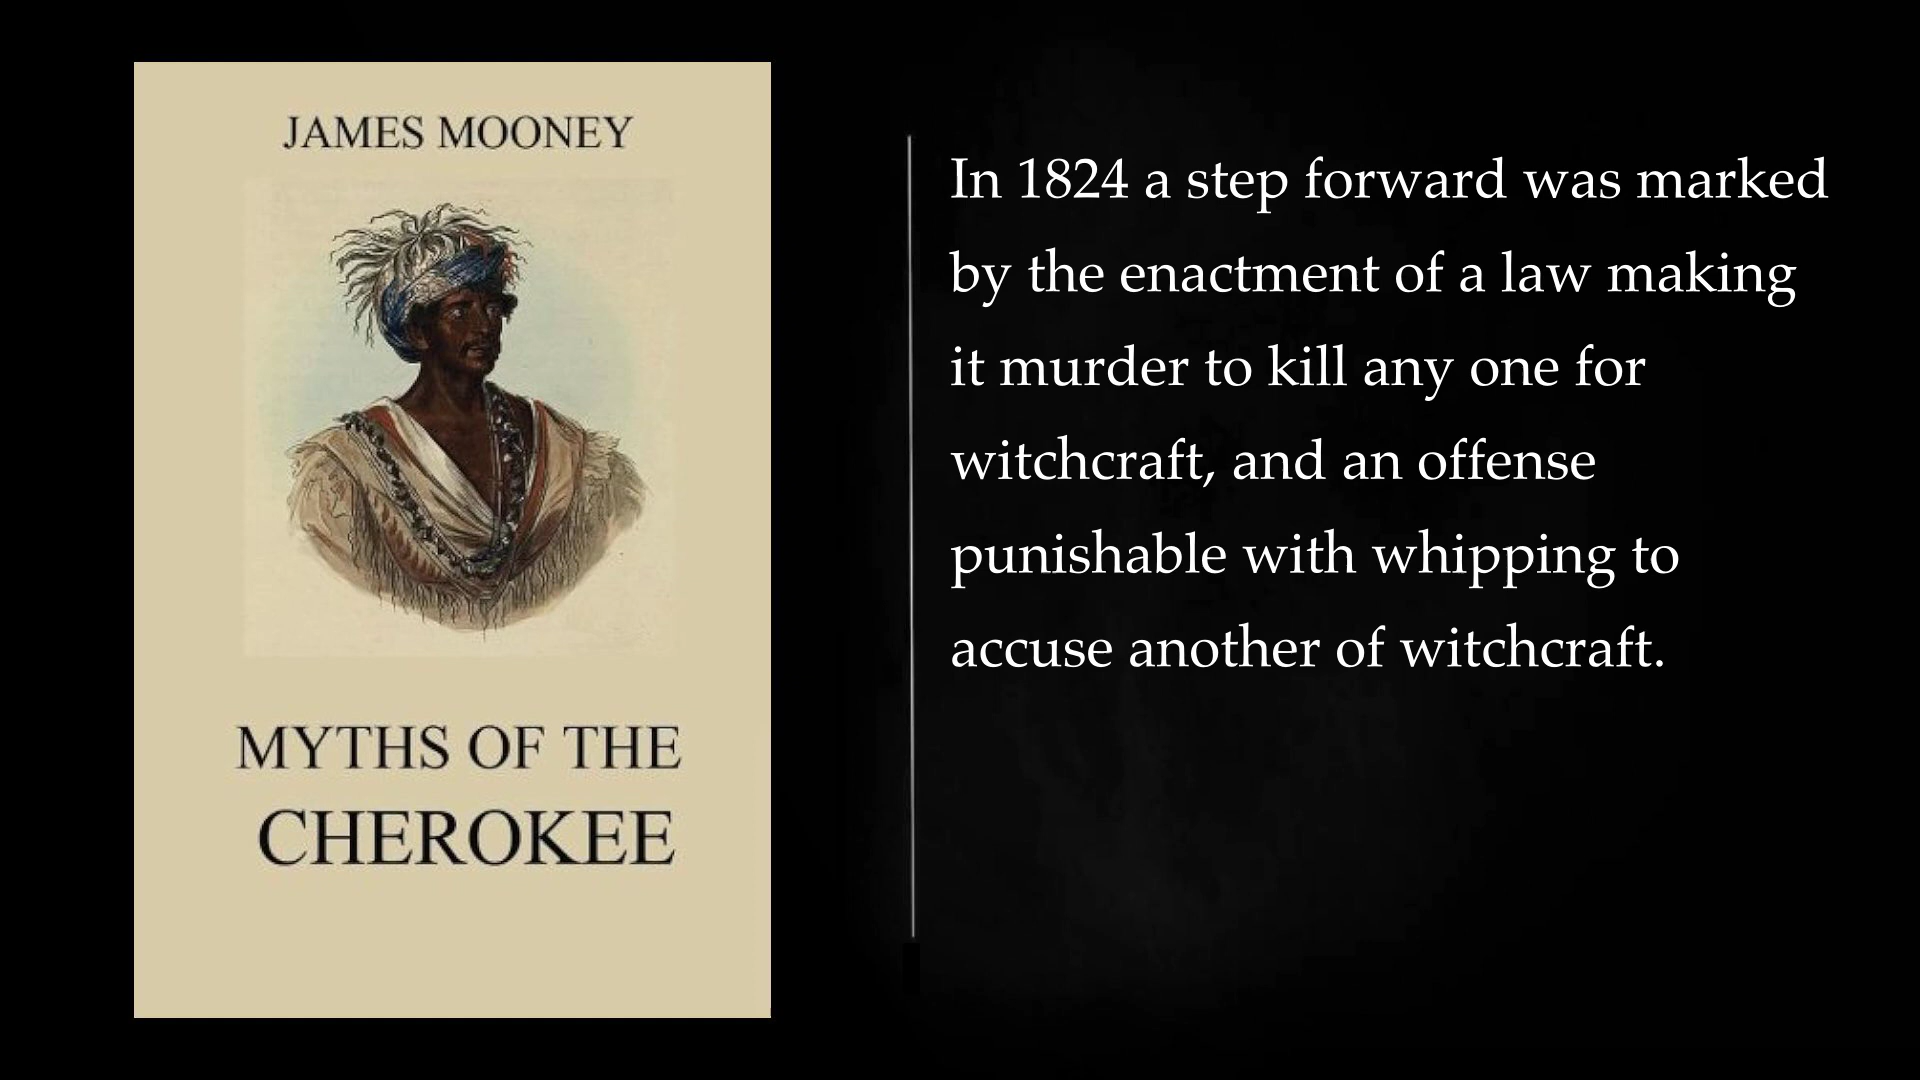 JAMES MOONEY
MYTHS OF THE
CHEROKEE
In 1824 a step forward was marked
by the enactment of a law making
it murder to kill any one for
witchcraft, and an offense
punishable with whipping to
accuse another of witchcraft.